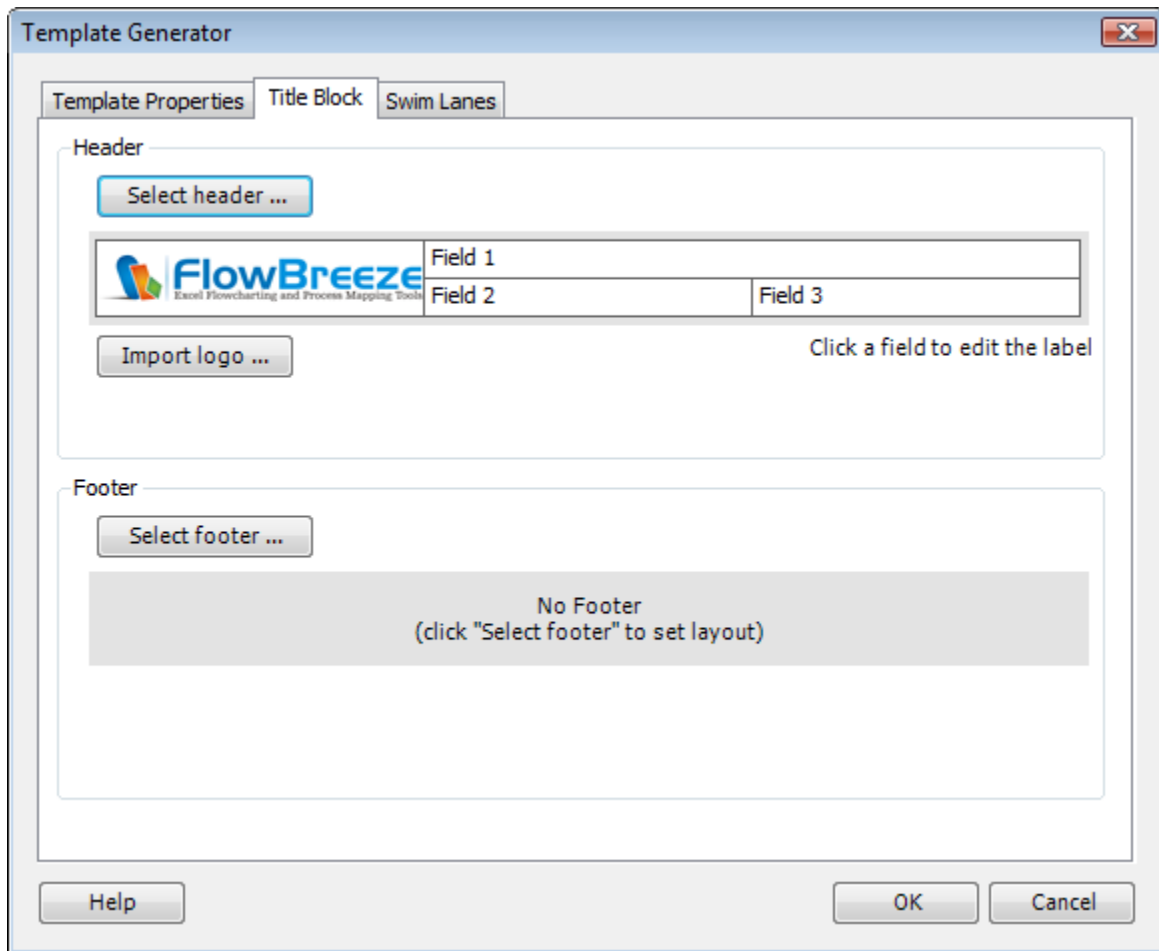 Template Generator
Template Properties
Title Block
Swim Lanes
Header
Select header ...
FlowBreeze
Excel Flowcharting and Process Mapping Tools
Field 1
Field 2
Field 3
Import logo ...
Click a field to edit the label
Footer
Select footer ...
No Footer
(click "Select footer" to set layout)
Help
OK
Cancel